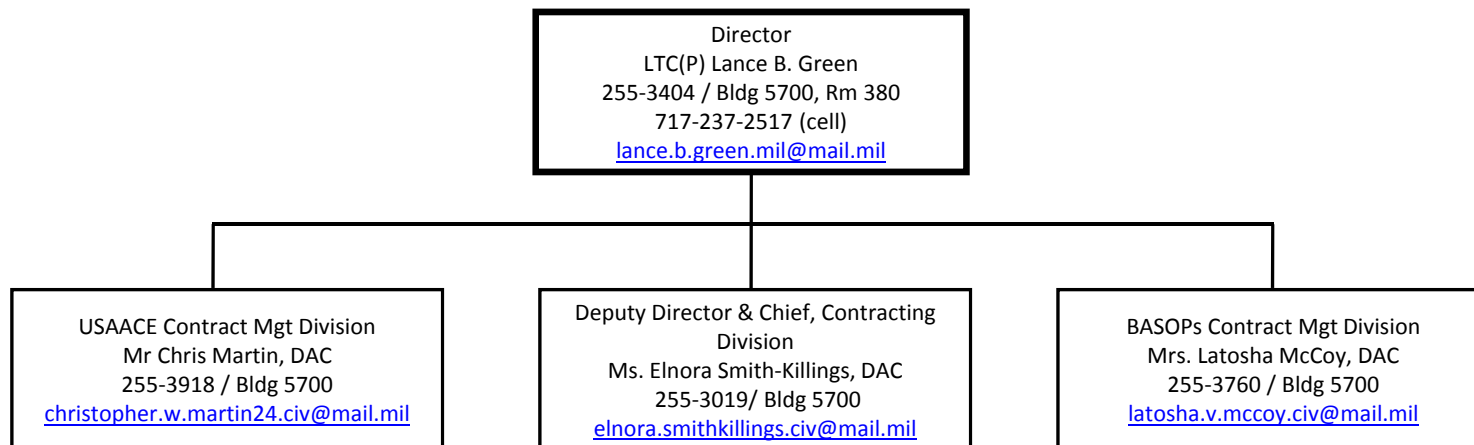 Director
LTC(P) Lance B. Green
255-3404 / Bldg 5700, Rm 380
717-237-2517 (cell)
lance.b.green.mil@mail.mil
USAACE Contract Mgt Division
Mr Chris Martin, DAC
255-3918 / Bldg 5700
christopher.w.martin24.civ@mail.mil
Deputy Director & Chief, Contracting
Division
Ms. Elnora Smith-Killings, DAC
255-3019/ Bldg 5700
elnora.smithkillings.civ@mail.mil
BASOPs Contract Mgt Division
Mrs. Latosha McCoy, DAC
255-3760 / Bldg 5700
latosha.v.mccoy.civ@mail.mil